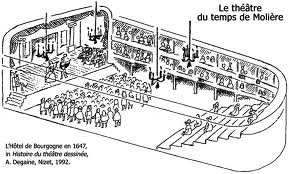 Le théâtre
du temps de Molière
L'Hôtel de Bourgogne en 1647,
in Histoire du théâtre dessinée,
A. Degaine, Nizet, 1992.